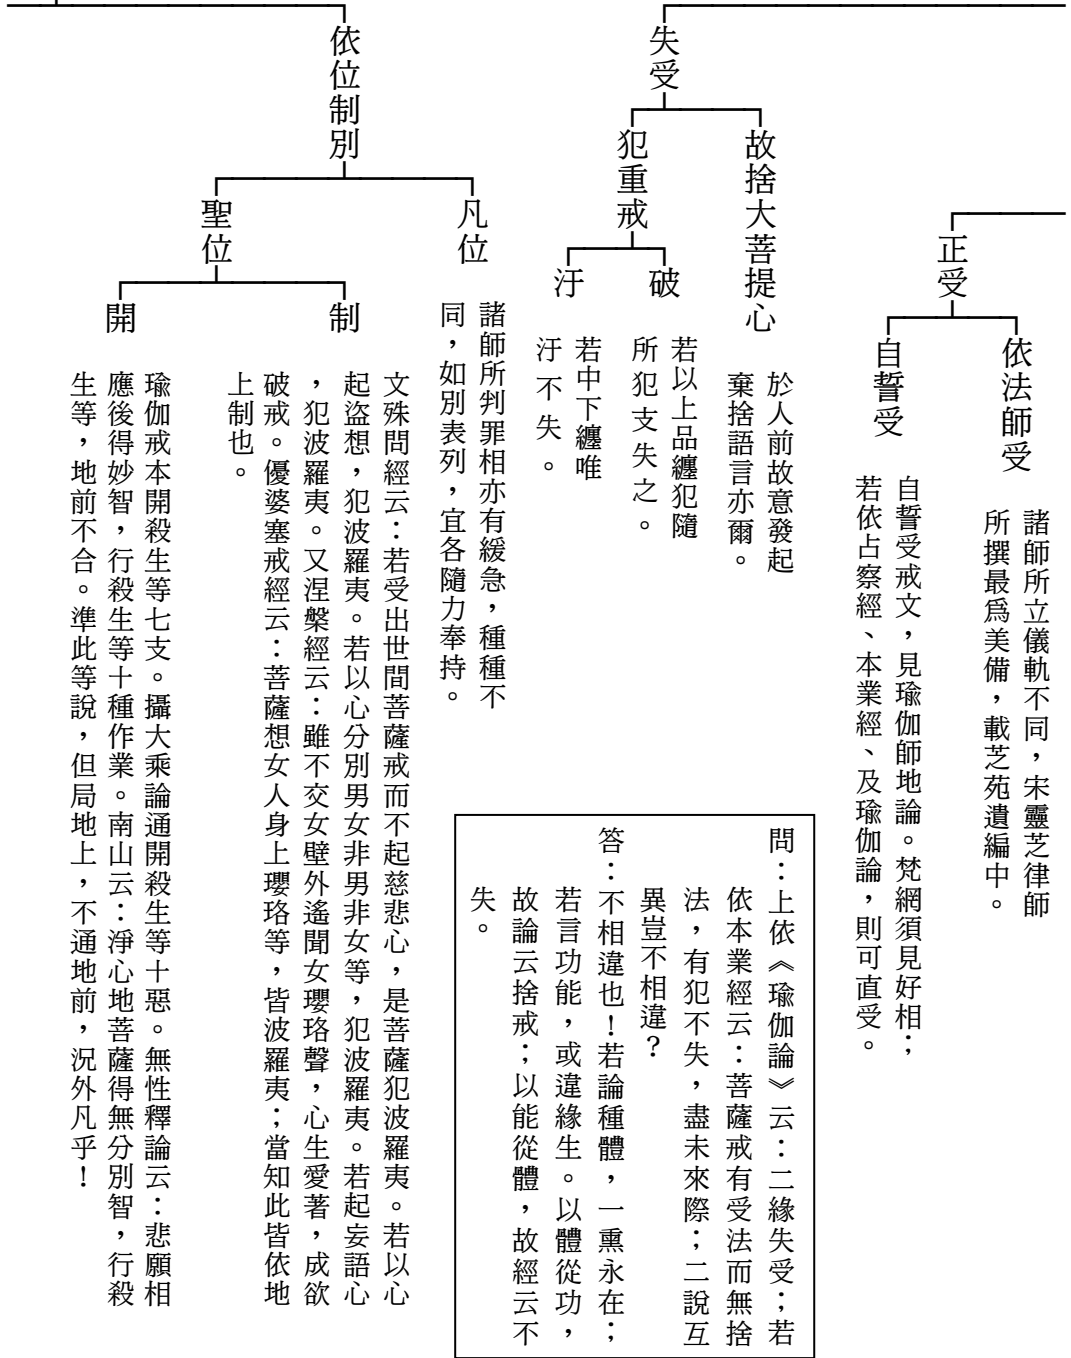 正受
依法師受
諸師所立儀軌不同，宋靈芝律師
所撰最爲美備，載芝苑遺編中。
自誓受
自誓受戒文，見瑜伽師地論。梵網須見好相；
若依占察經、本業經、及瑜伽論，則可直受。
失受
故捨大菩提心
於人前故意發起
棄捨語言亦爾。
犯重戒
破
若以上品纏犯隨
所犯支失之。
汙
若中下纏唯
汙不失。
問：上依《瑜伽論》云：二緣失受；若
依本業經云：菩薩戒有受法而無捨
法，有犯不失，盡未來際；二說互
異豈不相違？
答：不相違也！若論種體，一熏永在；
若言功能，或違緣生。以體從功，
故論云捨戒；以能從體，故經云不
失。
依位制別
凡位
諸師所判罪相亦有緩急，種種不
同，如別表列，宜各隨力奉持。
聖位
制
文殊問經云：若受出世間菩薩戒而不起慈悲心，是菩薩犯波羅夷。若以心
起盜想，犯波羅夷。若以心分別男女非男非女等，犯波羅夷。若起妄語心
，犯波羅夷。又涅槃經云：雖不交女壁外遙聞女瓔珞聲，心生愛著，成欲
破戒。優婆塞戒經云：菩薩想女人身上瓔珞等，皆波羅夷；當知此皆依地
上制也。
開
瑜伽戒本開殺生等七支。攝大乘論通開殺生等十惡。無性釋論云：悲願相
應後得妙智，行殺生等十種作業。南山云：淨心地菩薩得無分別智，行殺
生等，地前不合。準此等說，但局地上，不通地前，況外凡乎！